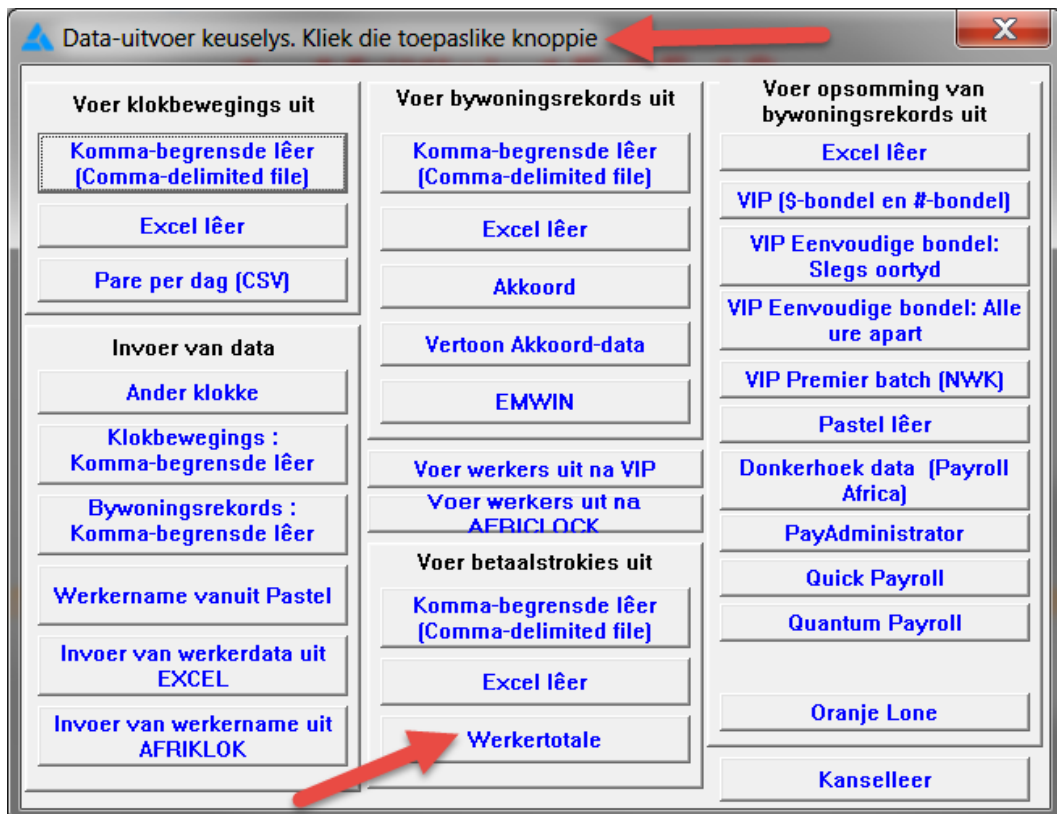 Data-uitvoer keuselys. Kliek die toepaslike knoppie
Voer klokbewegings uit
Komma-begrensde lêer
(Comma-delimited file)
Excel lêer
Pare per dag (CSV)
Invoer van data
Ander klokke
Klokbewegings :
Komma-begrensde lêer
Bywoningsrekords :
Komma-begrensde lêer
Werkername vanuit Pastel
Invoer van werkerdata uit
EXCEL
Invoer van werkername uit
AFRIKLOK
Voer bywoningsrekords uit
Komma-begrensde lêer
(Comma-delimited file)
Excel lêer
Akkoord
Vertoon Akkoord-data
EMWIN
Voer werkers uit na VIP
Voer werkers uit na
AFRICLOCK
Voer betaalstrokies uit
Komma-begrensde lêer
(Comma-delimited file)
Excel lêer
Werkertotale
Voer opsomming van
bywoningsrekords uit
Excel lêer
VIP ($-bondel en #-bondel)
VIP Eenvoudige bondel:
Slegs oortyd
VIP Eenvoudige bondel: Alle
ure apart
VIP Premier batch (NWK)
Pastel lêer
Donkerhoek data (Payroll
Africa)
PayAdministrator
Quick Payroll
Quantum Payroll
Oranje Lone
Kanselleer